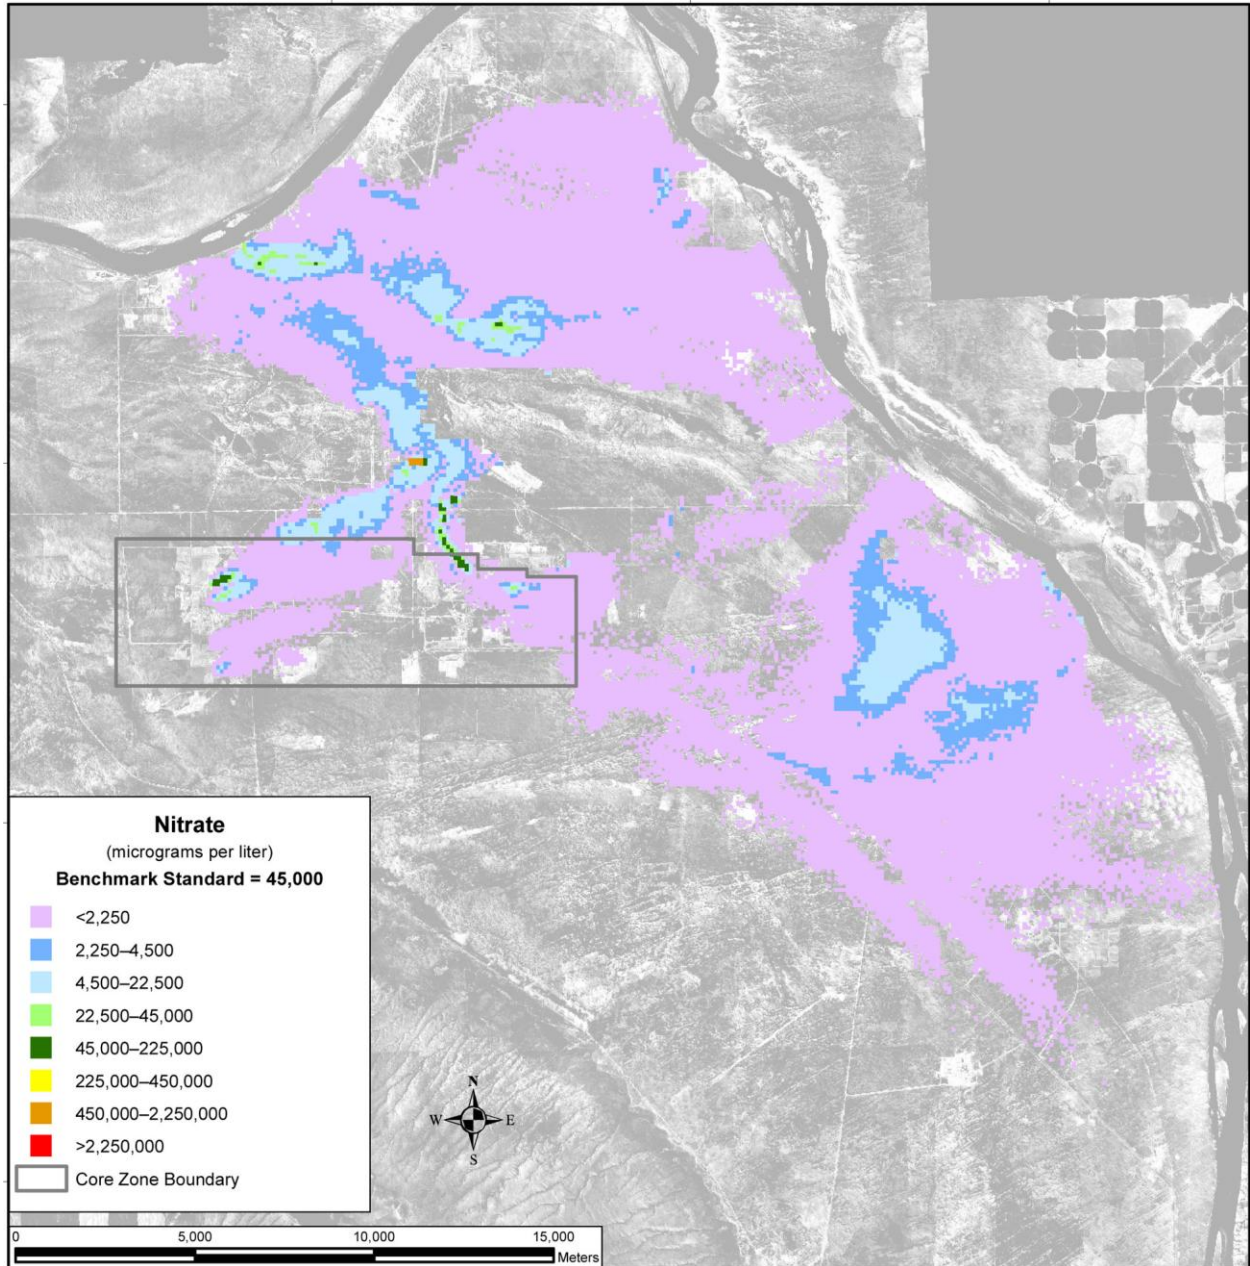 Nitrate
(micrograms per liter)
Benchmark Standard = 45,000
<2,250
2,250–4,500
4,500–22,500
22,500–45,000
45,000–225,000
225,000–450,000
450,000–2,250,000
>2,250,000
Core Zone Boundary
N
W E
S
0 5,000 10,000 15,000
Meters